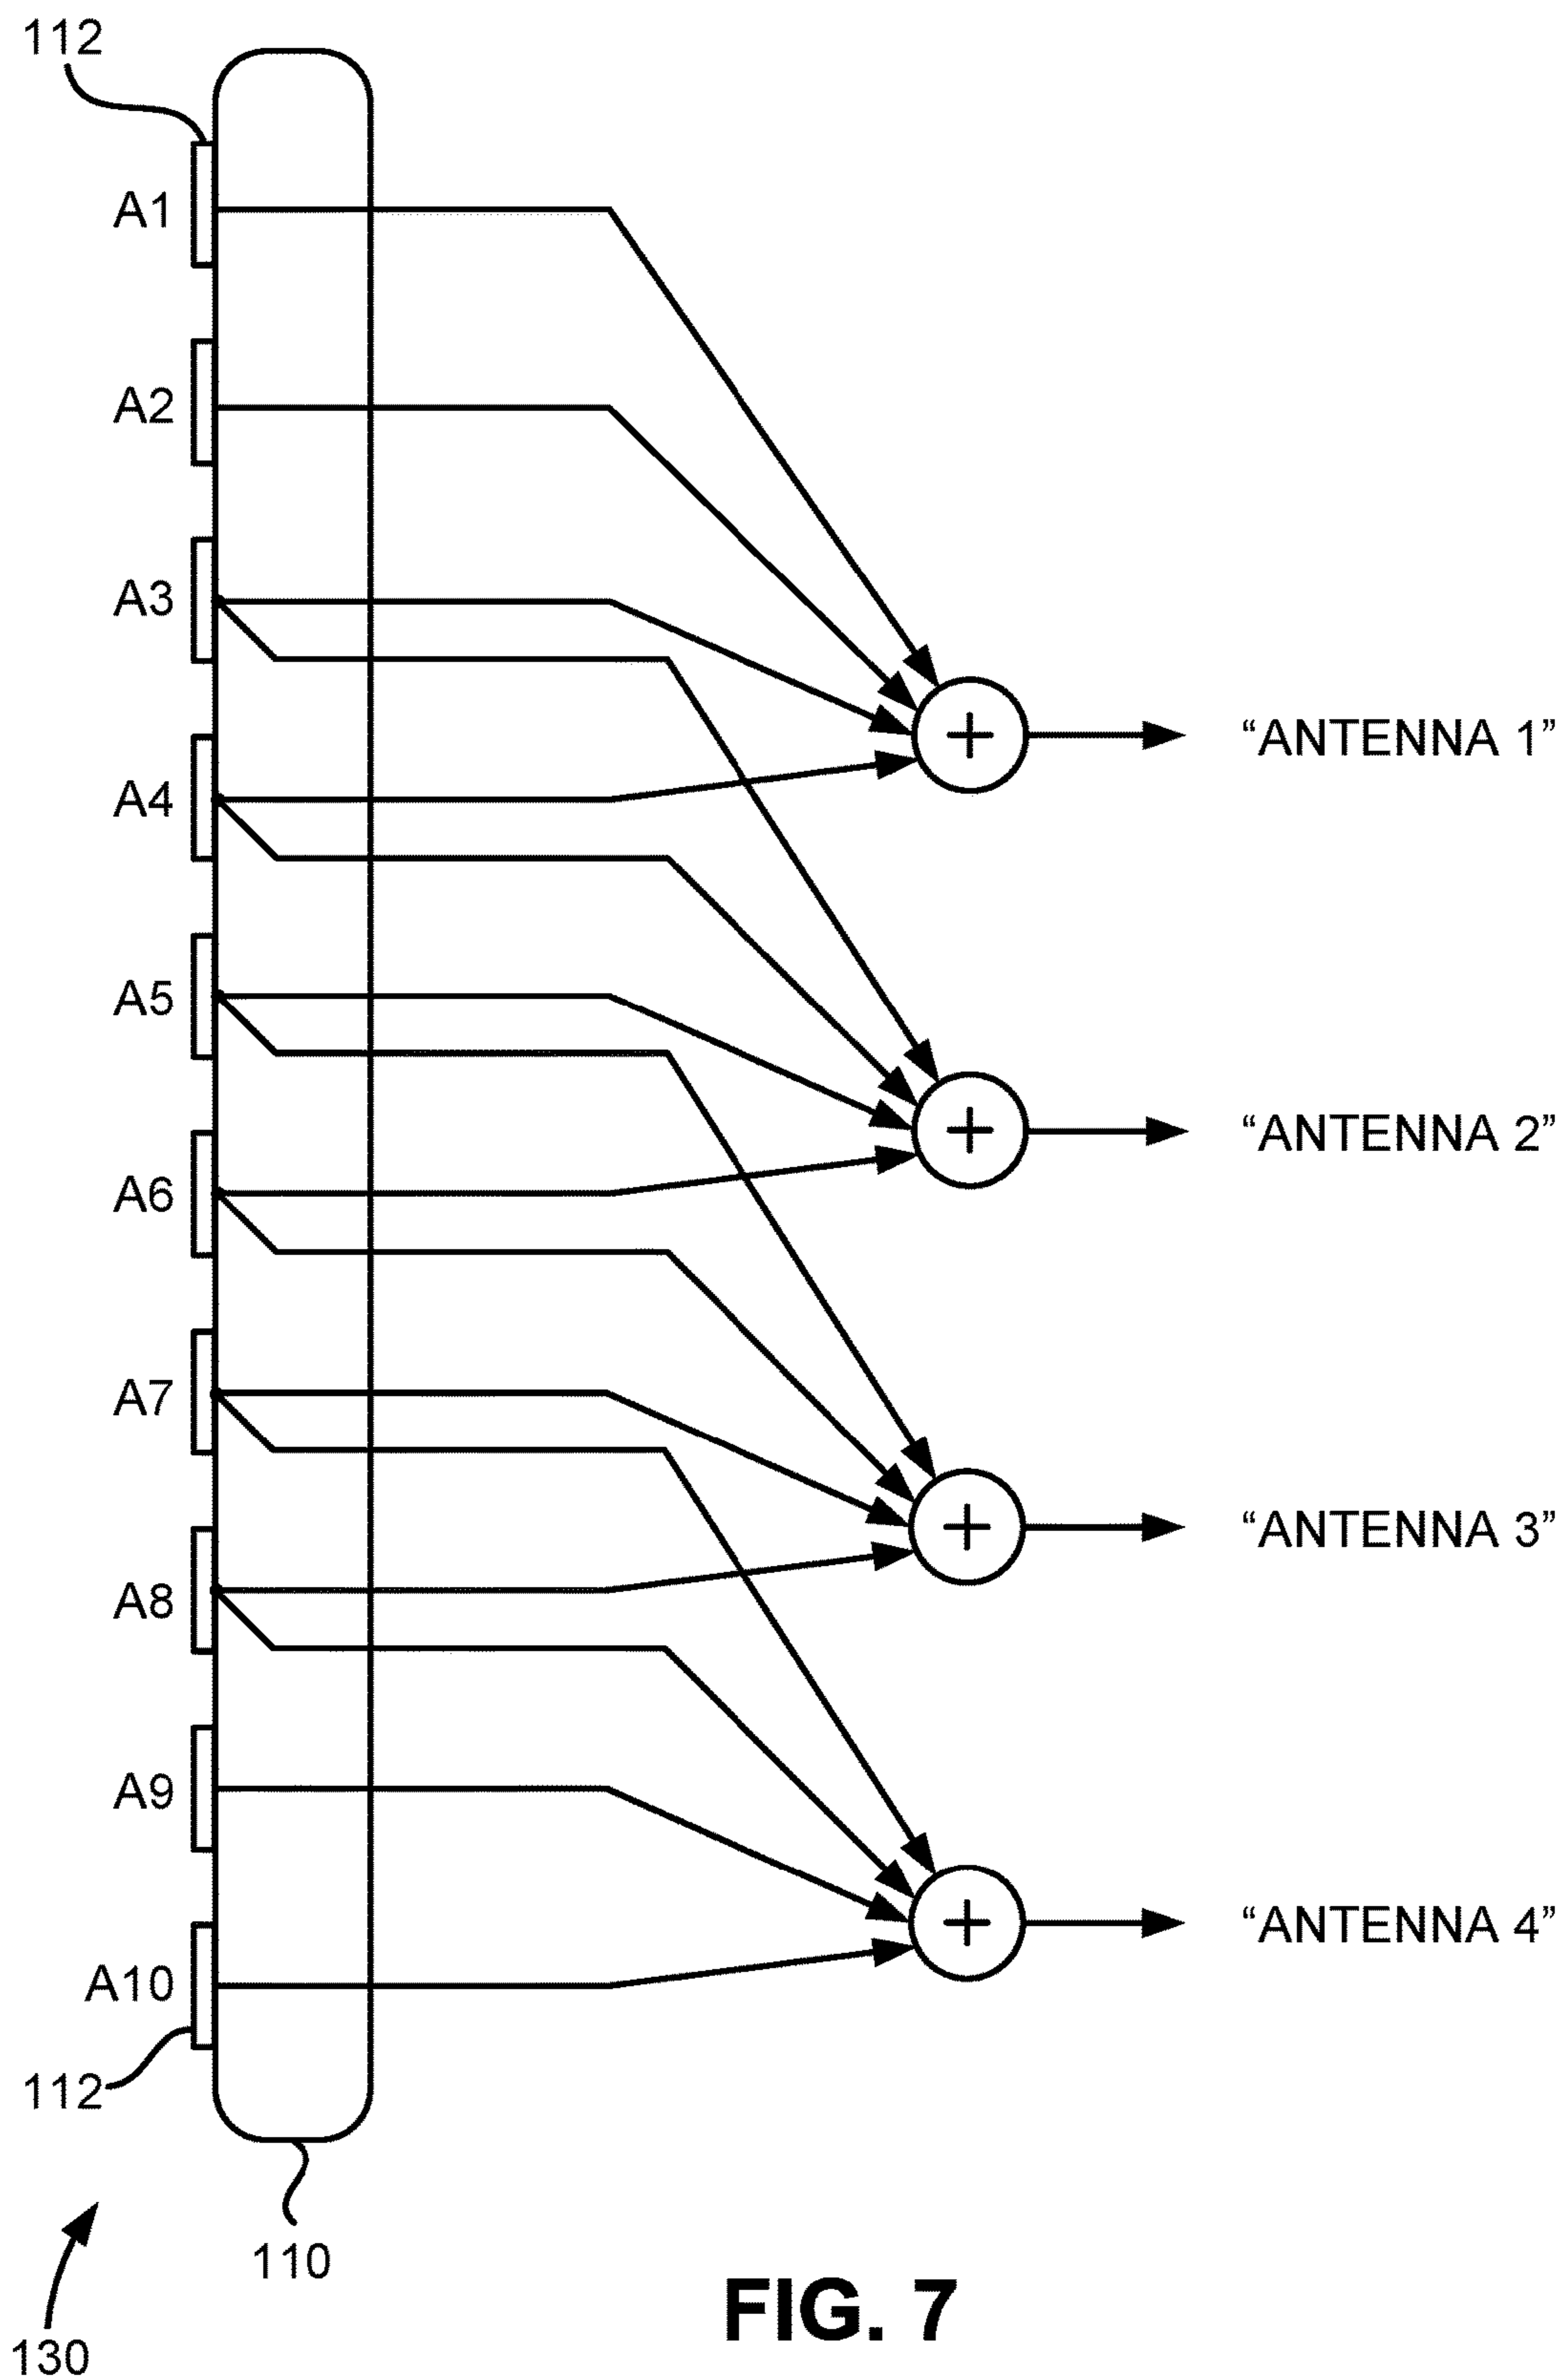 112
A1
A2
A3
"ANTENNA 1”
A4
A5
"ANTENNA 2”
A6
A7
"ANTENNA 3”
A8
A9
"ANTENNA 4”
A10
112
110
130
FIG. 7